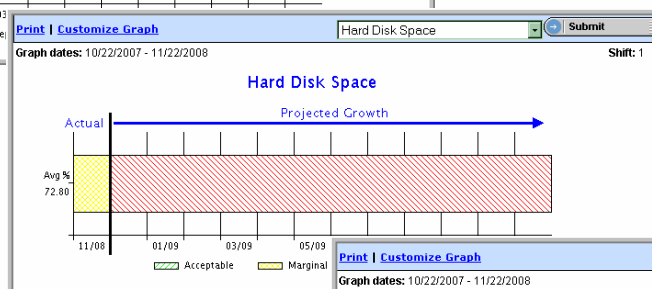 Print | Customize Graph
Hard Disk Space
Submit
Graph dates: 10/22/2007 - 11/22/2008
Shift: 1
Hard Disk Space
Actual
Projected Growth
Avg %
72.80
11/08 01/09 03/09 05/09
Acceptable Marginal
Print | Customize Graph
Graph dates: 10/22/2007 - 11/22/2008